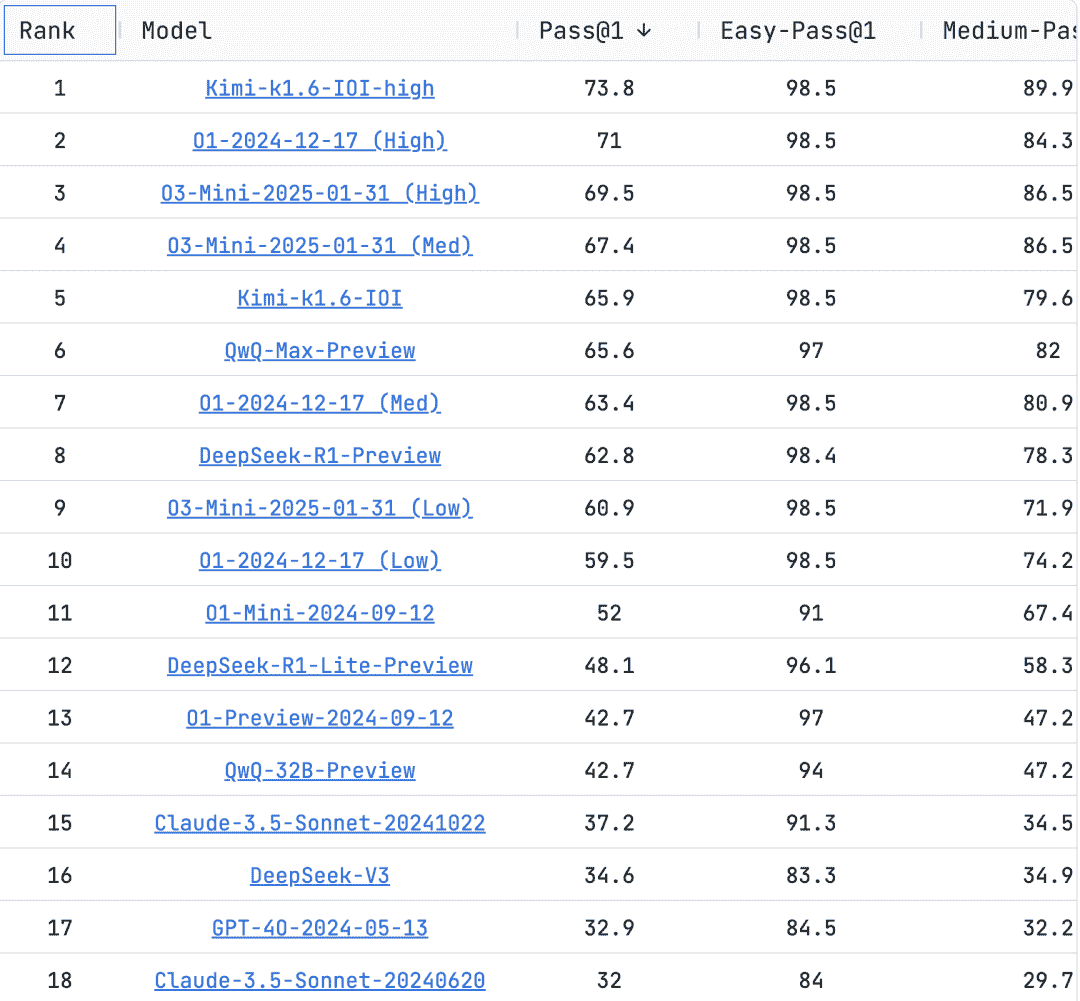 Rank Model Pass@1 ↓ Easy-Pass@1 Medium-Pas
1 Kimi-k1.6-IOI-high 73.8 98.5 89.9
2 O1-2024-12-17 (High) 71 98.5 84.3
3 O3-Mini-2025-01-31 (High) 69.5 98.5 86.5
4 O3-Mini-2025-01-31 (Med) 67.4 98.5 86.5
5 Kimi-k1.6-IOI 65.9 98.5 79.6
6 QwQ-Max-Preview 65.6 97 82
7 O1-2024-12-17 (Med) 63.4 98.5 80.9
8 DeepSeek-R1-Preview 62.8 98.4 78.3
9 O3-Mini-2025-01-31 (Low) 60.9 98.5 71.9
10 O1-2024-12-17 (Low) 59.5 98.5 74.2
11 O1-Mini-2024-09-12 52 91 67.4
12 DeepSeek-R1-Lite-Preview 48.1 96.1 58.3
13 O1-Preview-2024-09-12 42.7 97 47.2
14 QwQ-32B-Preview 42.7 94 47.2
15 Claude-3.5-Sonnet-20241022 37.2 91.3 34.5
16 DeepSeek-V3 34.6 83.3 34.9
17 GPT-4O-2024-05-13 32.9 84.5 32.2
18 Claude-3.5-Sonnet-20240620 32 84 29.7